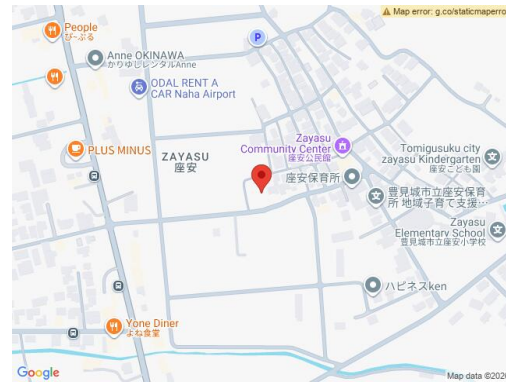 Map error: g.co/staticmaperro
People
ぴ-ぷる
P
Anne OKINAWA
かりゆしレンタルAnne
ODAL RENT A
CAR Naha Airport
PLUS MINUS
ZAYASU
座安
Zayasu
Community Center
座安公民館
Tomigusuku city
zayasu Kindergarten
座安こども園
座安保育所
豊見城市立座安保育
所 地域子育て支援…
Zayasu
Elementary School
豊見城市立座安小学校
ハピネスken
Yone Diner
よね食堂
Google
Map data ©2026